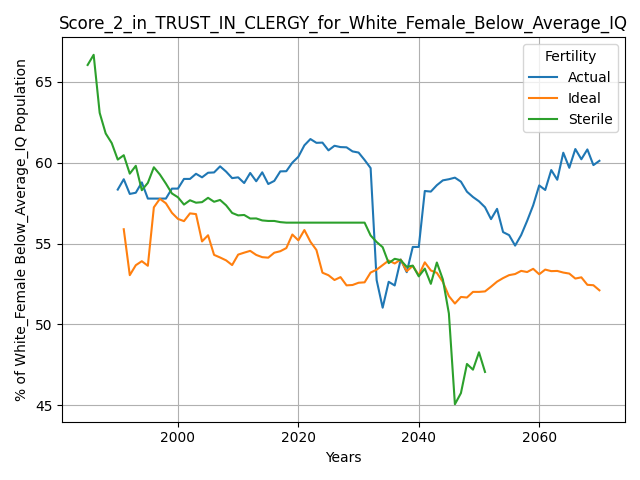 Score_2_in_TRUST_IN_CLERGY_for_White_Female_Below_Average_IQ
Fertility
Actual
Ideal
Sterile
% of White_Female Below_Average_IQ Population
65
60
55
50
45
2000
2020
2040
2060
Years